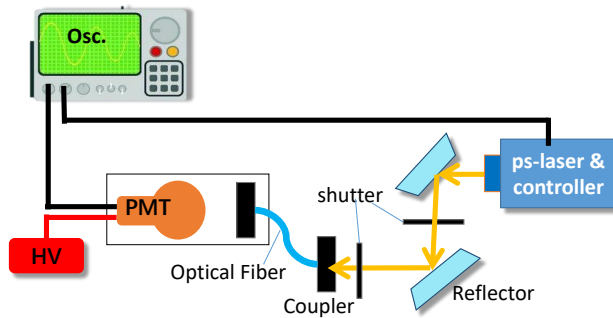 Osc.
ps-laser &
controller
shutter
PMT
HV
Optical Fiber
Coupler
Reflector